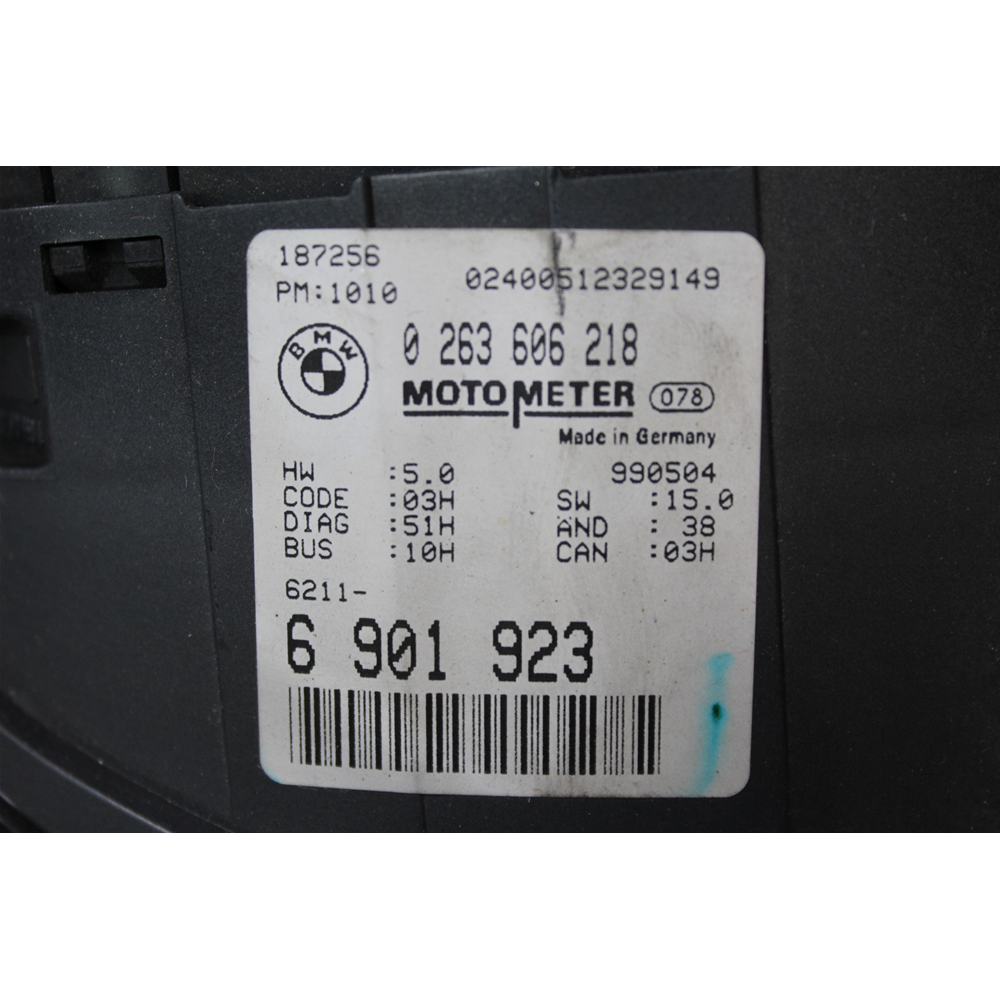 187256
PM:1010 02400512329149
BMW
0 263 606 218
MOTOMETER 078
Made in Germany
HW :5.0 990504
CODE :03H SW :15.0
DIAG :51H AND : 38
BUS :10H CAN :03H
6211-
6 901 923